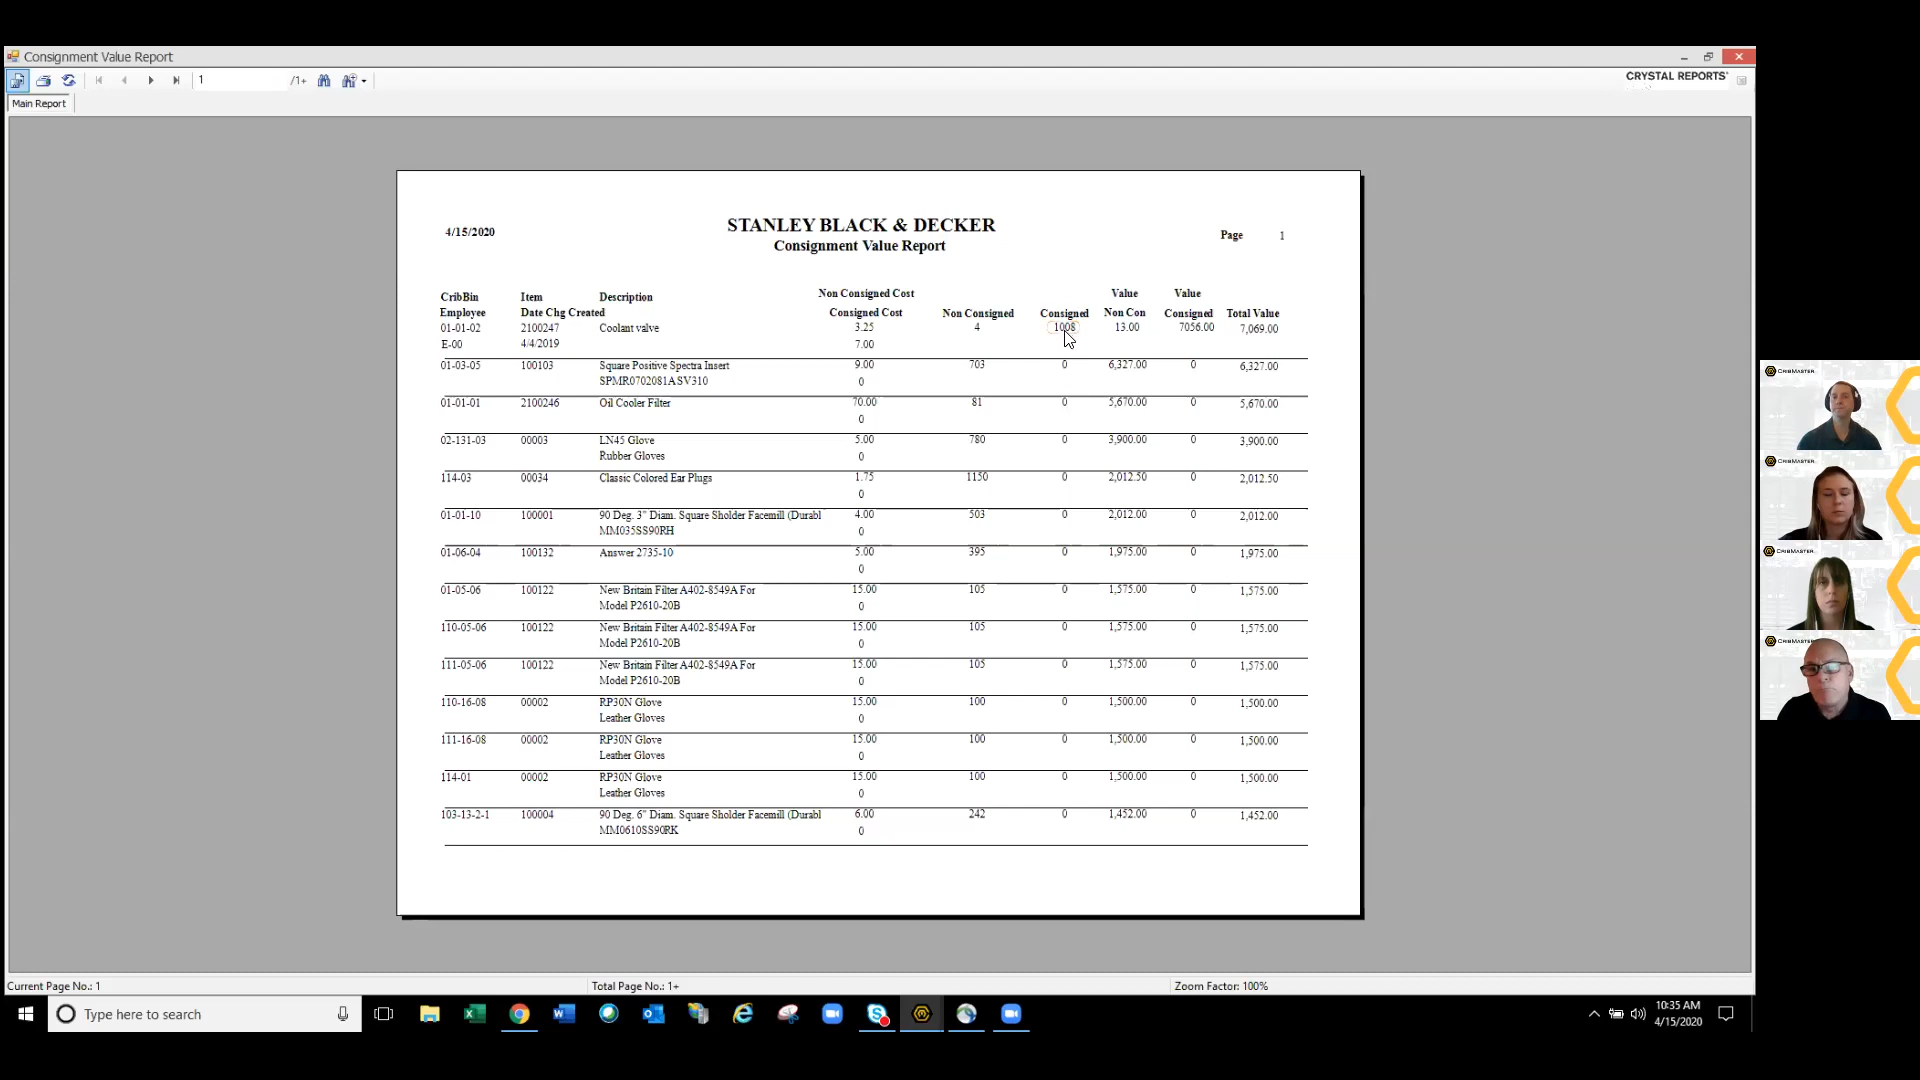 Consignment Value Report
1 /1+
CRYSTAL REPORTS
Main Report
4/15/2020
STANLEY BLACK & DECKER
Consignment Value Report
Page 1
CribBin Item Description Non Consigned Cost Value Value
Employee Date Chg Created Consigned Cost Non Consigned Consigned Non Con Consigned Total Value
01-01-02 2100247 Coolant valve 3.25 4 1008 13.00 7056.00 7,069.00
E-00 4/4/2019 7.00
01-03-05 100103 Square Positive Spectra Insert 9.00 703 0 6,327.00 0 6,327.00
SPMR0702081ASV310 0
01-01-01 2100246 Oil Cooler Filter 70.00 81 0 5,670.00 0 5,670.00
0
02-131-03 00003 LN45 Glove 5.00 780 0 3,900.00 0 3,900.00
Rubber Gloves 0
114-03 00034 Classic Colored Ear Plugs 1.75 1150 0 2,012.50 0 2,012.50
0
01-01-10 100001 90 Deg. 3" Diam. Square Sholder Facemill (Durabl 4.00 503 0 2,012.00 0 2,012.00
MM035SS90RH 0
01-06-04 100132 Answer 2735-10 5.00 395 0 1,975.00 0 1,975.00
0
01-05-06 100122 New Britain Filter A402-8549A For 15.00 105 0 1,575.00 0 1,575.00
Model P2610-20B 0
110-05-06 100122 New Britain Filter A402-8549A For 15.00 105 0 1,575.00 0 1,575.00
Model P2610-20B 0
111-05-06 100122 New Britain Filter A402-8549A For 15.00 105 0 1,575.00 0 1,575.00
Model P2610-20B 0
110-16-08 00002 RP30N Glove 15.00 100 0 1,500.00 0 1,500.00
Leather Gloves 0
111-16-08 00002 RP30N Glove 15.00 100 0 1,500.00 0 1,500.00
Leather Gloves 0
114-01 00002 RP30N Glove 15.00 100 0 1,500.00 0 1,500.00
Leather Gloves 0
103-13-2-1 100004 90 Deg. 6" Diam. Square Sholder Facemill (Durabl 6.00 242 0 1,452.00 0 1,452.00
MM0610SS90RK 0
CRIBMASTER
CRIBMASTER
CRIBMASTER
CRIBMASTER
Current Page No.: 1 Total Page No.: 1+ Zoom Factor: 100%
Type here to search
10:35 AM
4/15/2020